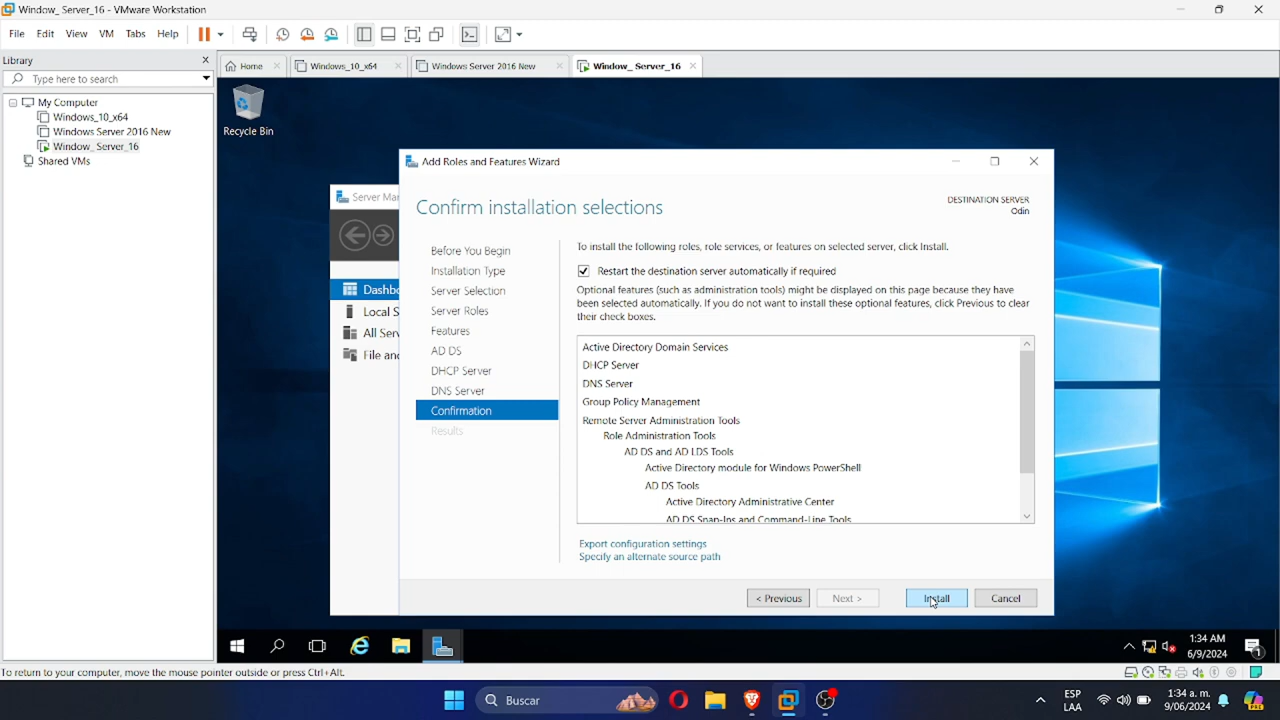 Window_ Server_16 - VMware Workstation
File Edit View VM Tabs Help
Library
Type here to search
My Computer
Windows_10_x64
Windows Server 2016 New
Window_ Server_16
Shared VMs
Home
Windows_10_x64
Windows Server 2016 New
Window_ Server_16
Recycle Bin
Server Mar
Dashbo
Local S
All Serv
File and
Add Roles and Features Wizard
Confirm installation selections
DESTINATION SERVER
Odin
Before You Begin
Installation Type
Server Selection
Server Roles
Features
AD DS
DHCP Server
DNS Server
Confirmation
Results
To install the following roles, role services, or features on selected server, click Install.
Restart the destination server automatically if required
Optional features (such as administration tools) might be displayed on this page because they have
been selected automatically. If you do not want to install these optional features, click Previous to clear
their check boxes.
Active Directory Domain Services
DHCP Server
DNS Server
Group Policy Management
Remote Server Administration Tools
Role Administration Tools
AD DS and AD LDS Tools
Active Directory module for Windows PowerShell
AD DS Tools
Active Directory Administrative Center
AD DS Snap-Ins and Command-Line Tools
Export configuration settings
Specify an alternate source path
< Previous
Next >
Install
Cancel
1:34 AM
6/9/2024
1
To return to your computer, move the mouse pointer outside or press Ctrl+Alt.
Buscar
ESP
LAA
1:34 a. m.
9/06/2024